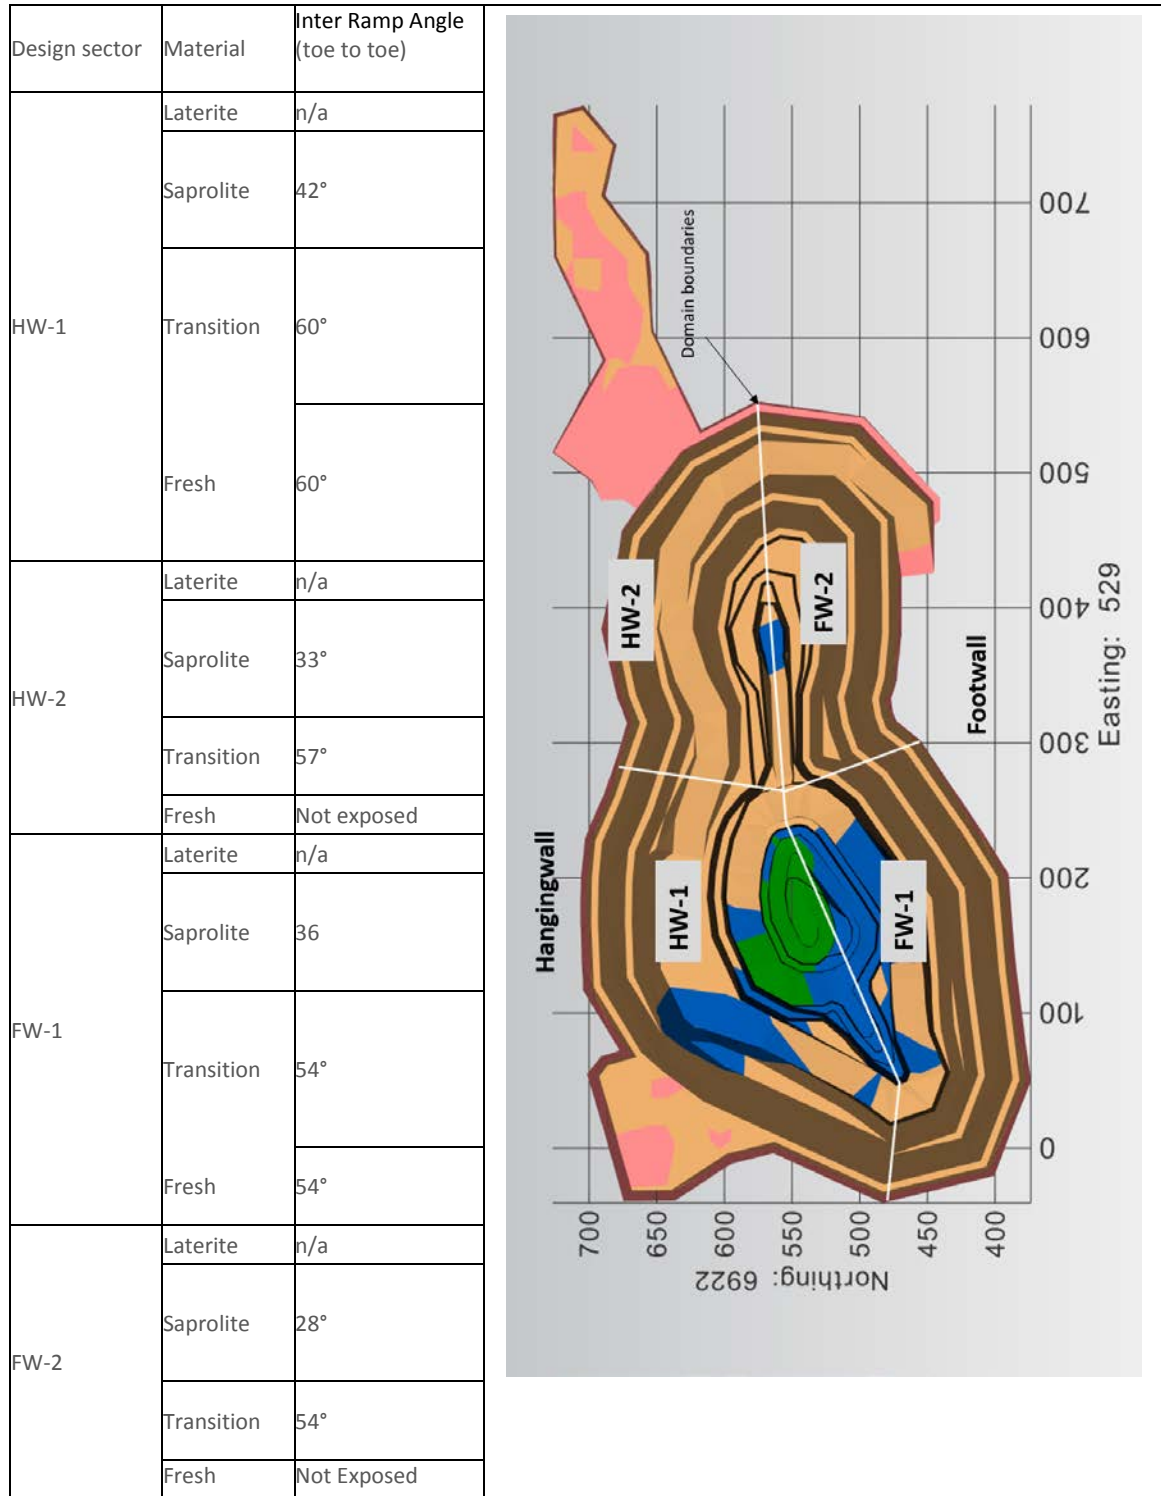 Design sector Material Inter Ramp Angle (toe to toe)
HW-1
Laterite n/a
Saprolite 42°
Transition 60°
Fresh 60°
HW-2
Laterite n/a
Saprolite 33°
Transition 57°
Fresh Not exposed
FW-1
Laterite n/a
Saprolite 36
Transition 54°
Fresh 54°
FW-2
Laterite n/a
Saprolite 28°
Transition 54°
Fresh Not Exposed
Domain boundaries
HW-2
FW-2
Hangingwall
Footwall
HW-1
FW-1
700
600
500
400
300
200
100
0
Easting: 529
700
650
600
550
500
450
400
Northing: 6922